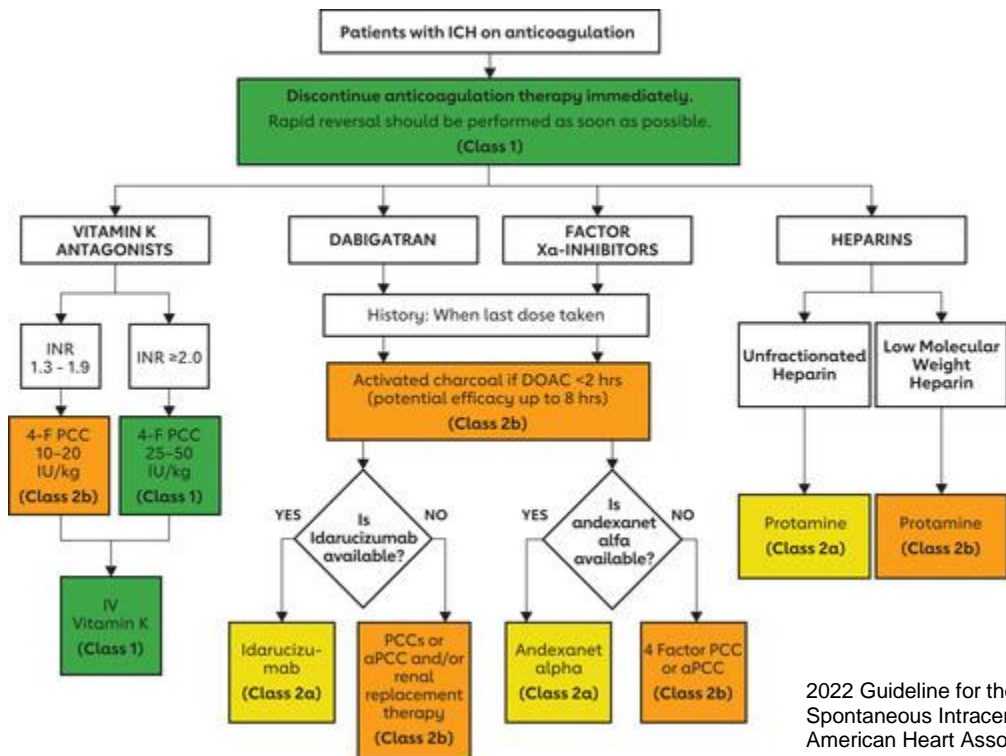 Patients with ICH on anticoagulation
Discontinue anticoagulation therapy immediately.
Rapid reversal should be performed as soon as possible.
(Class 1)
VITAMIN K
ANTAGONISTS
DABIGATRAN
FACTOR
Xa-INHIBITORS
HEPARINS
History: When last dose taken
INR
1.3 - 1.9
INR ≥2.0
Unfractionated
Heparin
Low Molecular
Weight
Heparin
Activated charcoal if DOAC <2 hrs
(potential efficacy up to 8 hrs)
(Class 2b)
4-F PCC
10-20
IU/kg
(Class 2b)
4-F PCC
25-50
IU/kg
(Class 1)
YES
Is
Idarucizumab
available?
NO
YES
Is
andexanet
alfa
available?
NO
Protamine
(Class 2a)
Protamine
(Class 2b)
IV
Vitamin K
(Class 1)
Idarucizu-
mab
(Class 2a)
PCCs or
aPCC and/or
renal
replacement
therapy
(Class 2b)
Andexanet
alpha
(Class 2a)
4 Factor PCC
or aPCC
(Class 2b)
2022 Guideline for the
Spontaneous Intracer
American Heart Asso